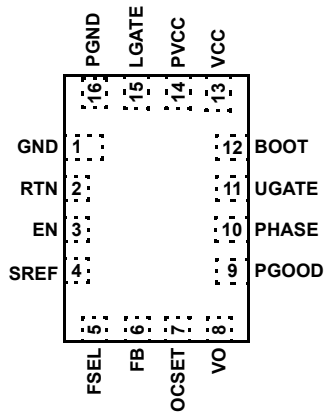 PGND LGATE PVCC VCC
16 15 14 13
GND 1 12 BOOT
RTN 2 11 UGATE
EN 3 10 PHASE
SREF 4 9 PGOOD
5 6 7 8
FSEL FB OCSET VO